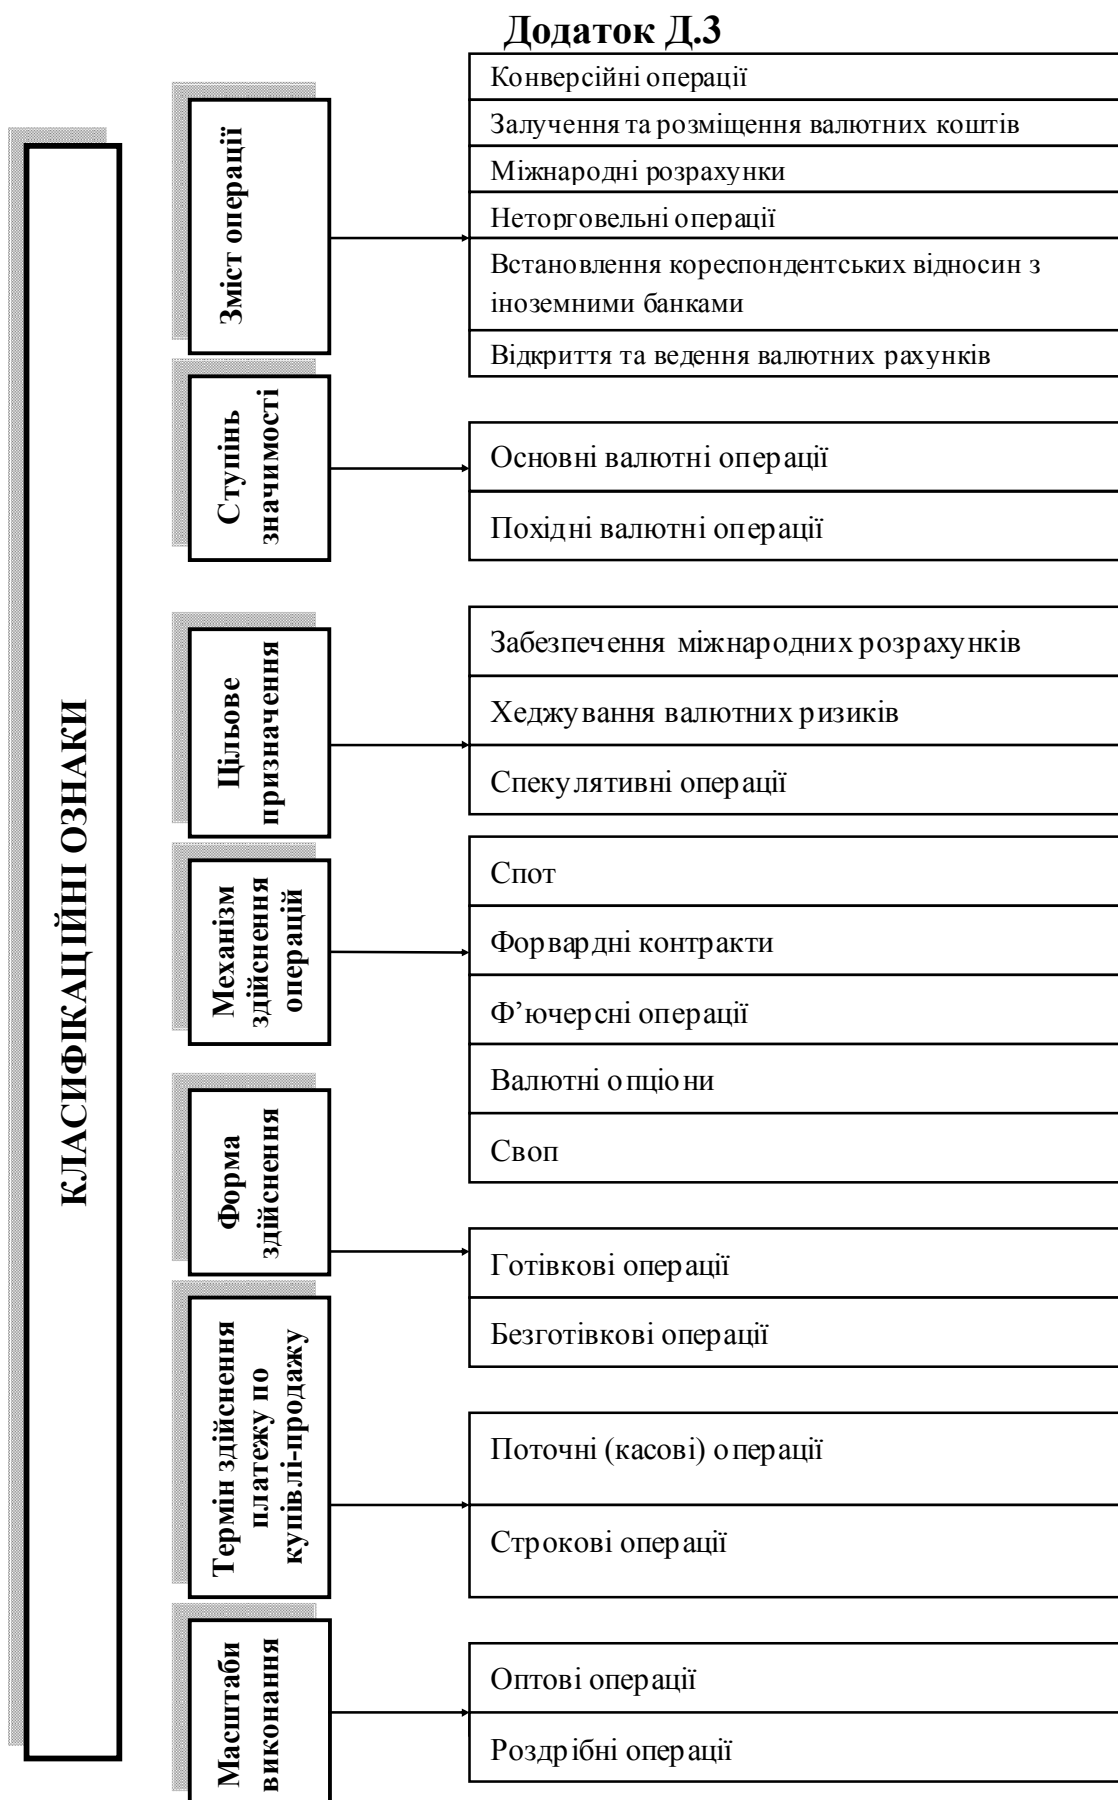 Додаток Д.3
КЛАСИФІКАЦІЙНІ ОЗНАКИ
Зміст операції
Конверсійні операції
Залучення та розміщення валютних коштів
Міжнародні розрахунки
Неторговельні операції
Встановлення кореспондентських відносин з
іноземними банками
Відкриття та ведення валютних рахунків
Ступінь
значимості
Основні валютні операції
Похідні валютні операції
Цільове
призначення
Забезпечення міжнародних розрахунків
Хеджування валютних ризиків
Спекулятивні операції
Механізм
здійснення
операцій
Спот
Форвардні контракти
Ф’ючерсні операції
Валютні опціони
Своп
Форма
здійснення
Готівкові операції
Безготівкові операції
Термін здійснення
платежу по
купівлі-продажу
Поточні (касові) операції
Строкові операції
Масштаби
виконання
Оптові операції
Роздрібні операції